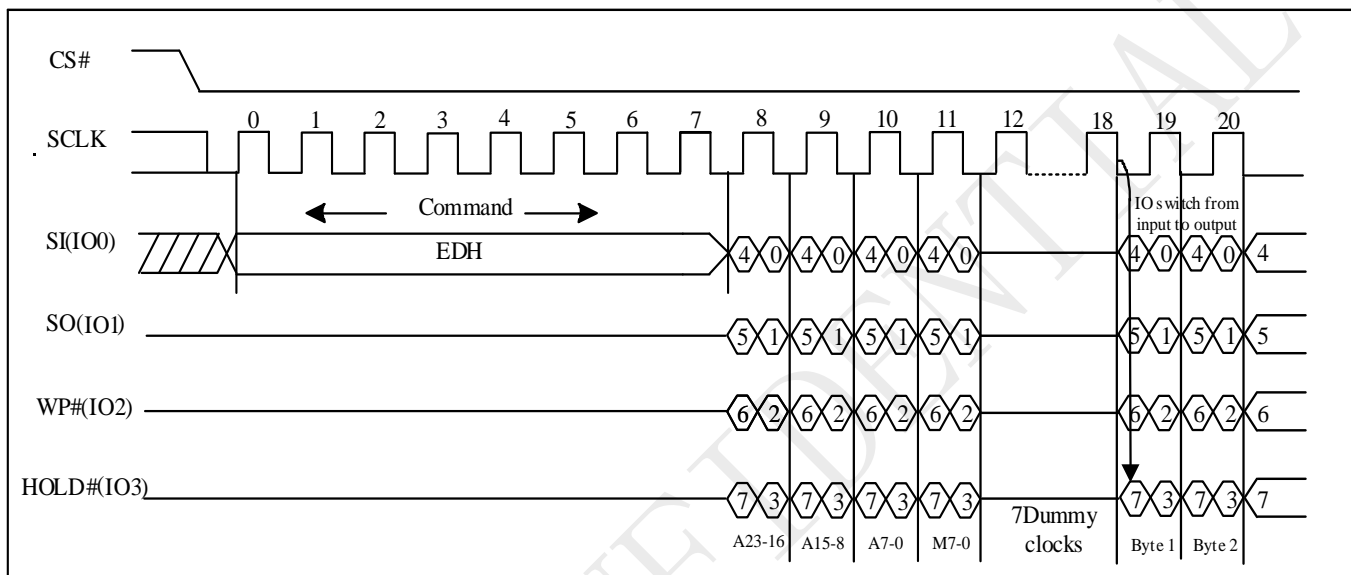 CS#
0 1 2 3 4 5 6 7 8 9 10 11 12 18 19 20
SCLK
Command
IO switch from
input to output
SI(IO0)
EDH
4 0 4 0 4 0 4 0 4 0 4 0 4
SO(IO1)
5 1 5 1 5 1 5 1 5 1 5 1 5
WP#(IO2)
6 2 6 2 6 2 6 2 6 2 6 2 6
HOLD#(IO3)
7 3 7 3 7 3 7 3 7 3 7 3 7
7Dummy
clocks
A23-16 A15-8 A7-0 M7-0 Byte 1 Byte 2